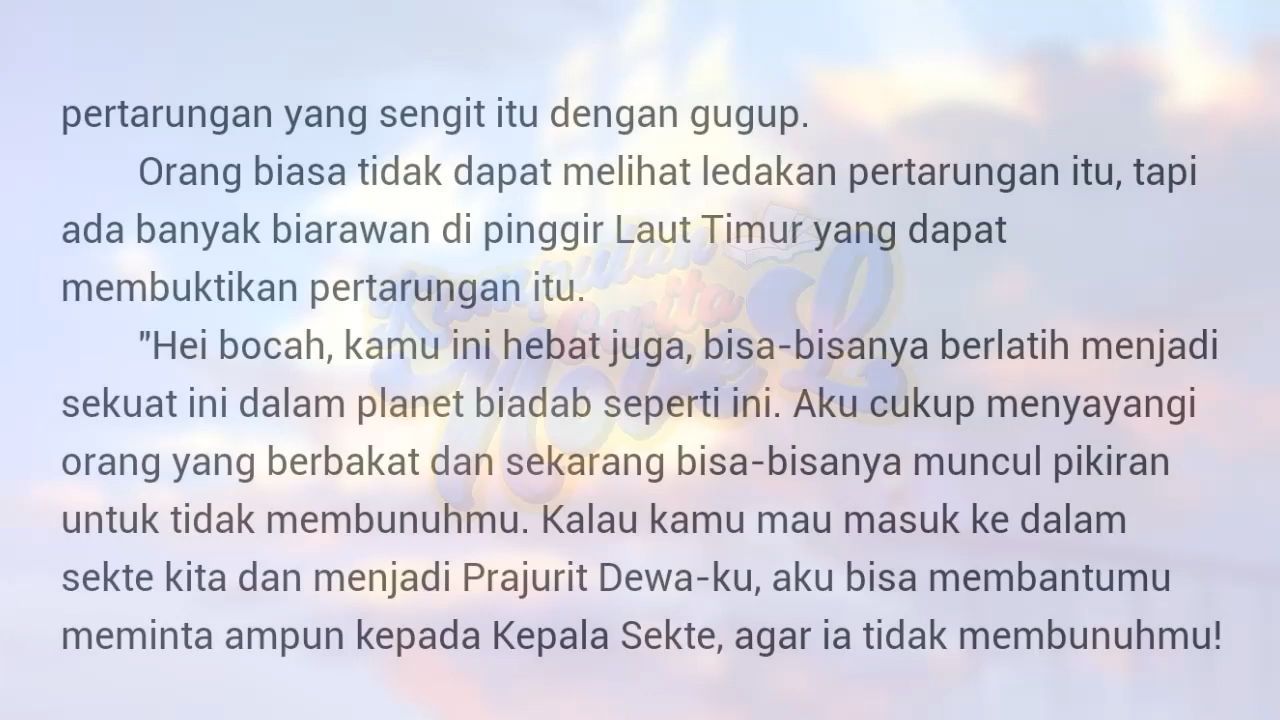 pertarungan yang sengit itu dengan gugup.
Orang biasa tidak dapat melihat ledakan pertarungan itu, tapi
ada banyak biarawan di pinggir Laut Timur yang dapat
membuktikan pertarungan itu.
"Hei bocah, kamu ini hebat juga, bisa-bisanya berlatih menjadi
sekuat ini dalam planet biadab seperti ini. Aku cukup menyayangi
orang yang berbakat dan sekarang bisa-bisanya muncul pikiran
untuk tidak membunuhmu. Kalau kamu mau masuk ke dalam
sekte kita dan menjadi Prajurit Dewa-ku, aku bisa membantumu
meminta ampun kepada Kepala Sekte, agar ia tidak membunuhmu!
Kumpulan